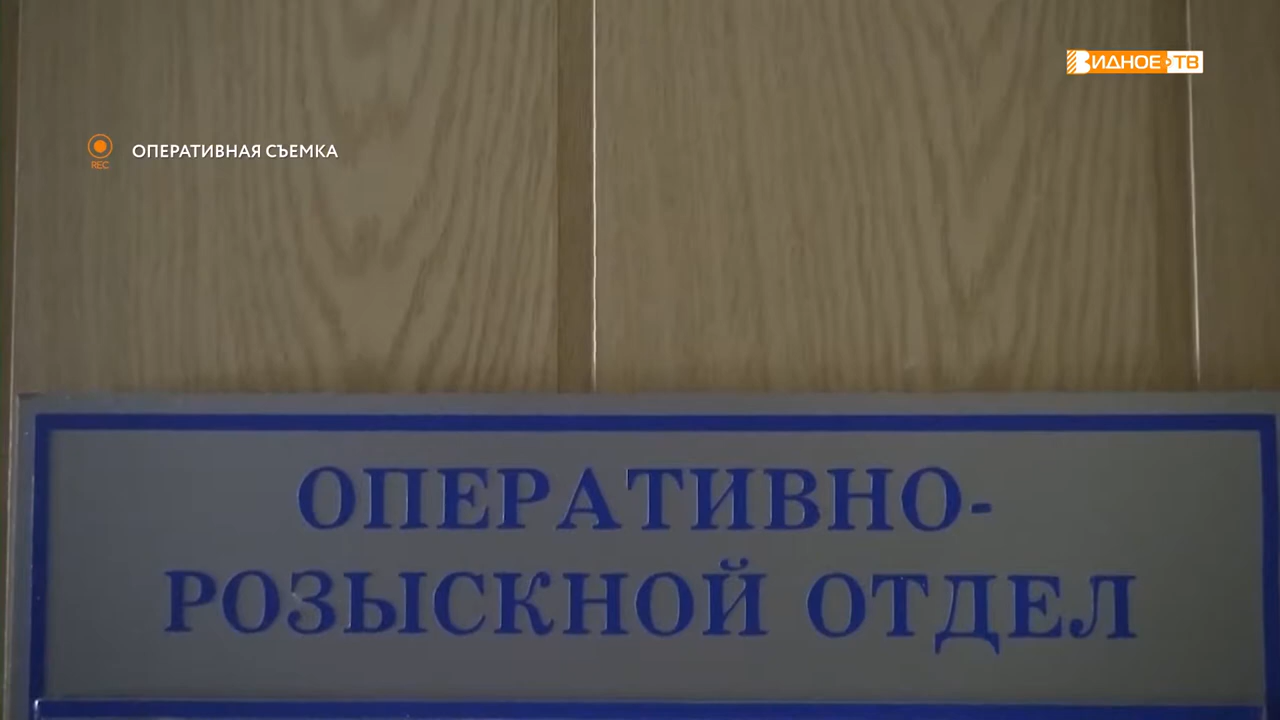 ВИДНОЕ ТВ
REC
ОПЕРАТИВНАЯ СЪЕМКА
ОПЕРАТИВНО-
РОЗЫСКНОЙ ОТДЕЛ